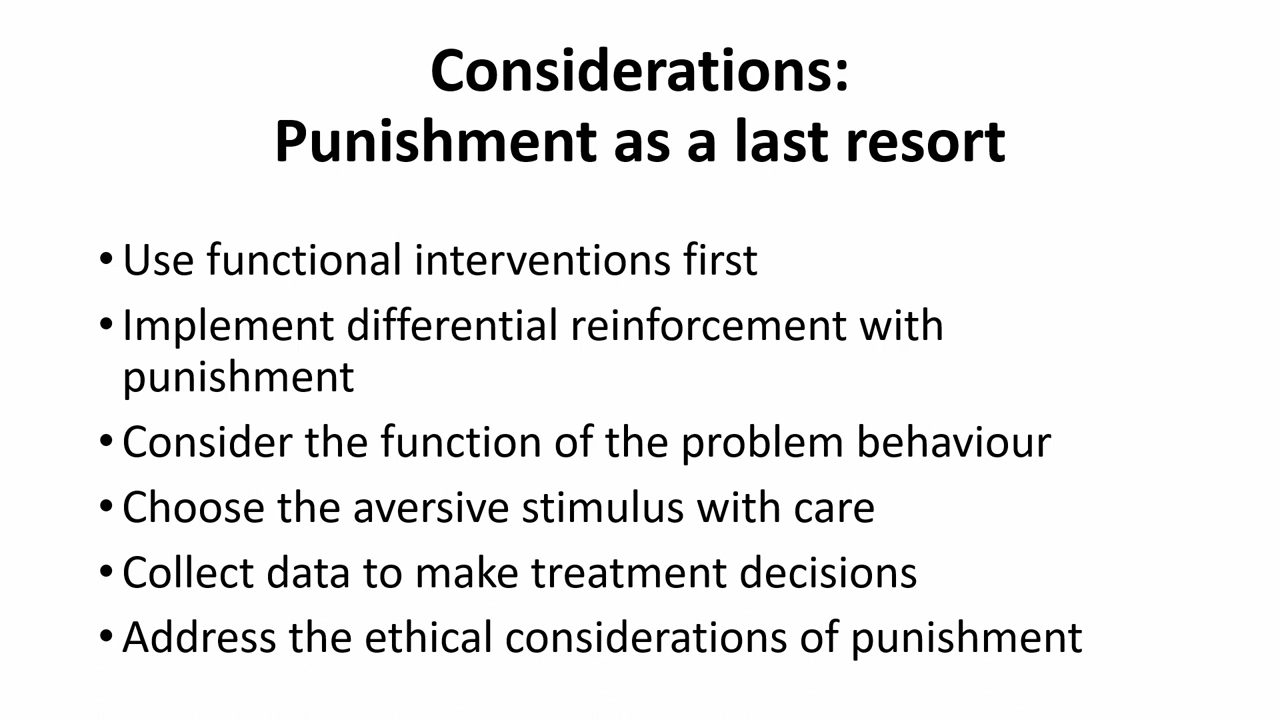 Considerations:
Punishment as a last resort
• Use functional interventions first
• Implement differential reinforcement with
punishment
• Consider the function of the problem behaviour
• Choose the aversive stimulus with care
• Collect data to make treatment decisions
• Address the ethical considerations of punishment